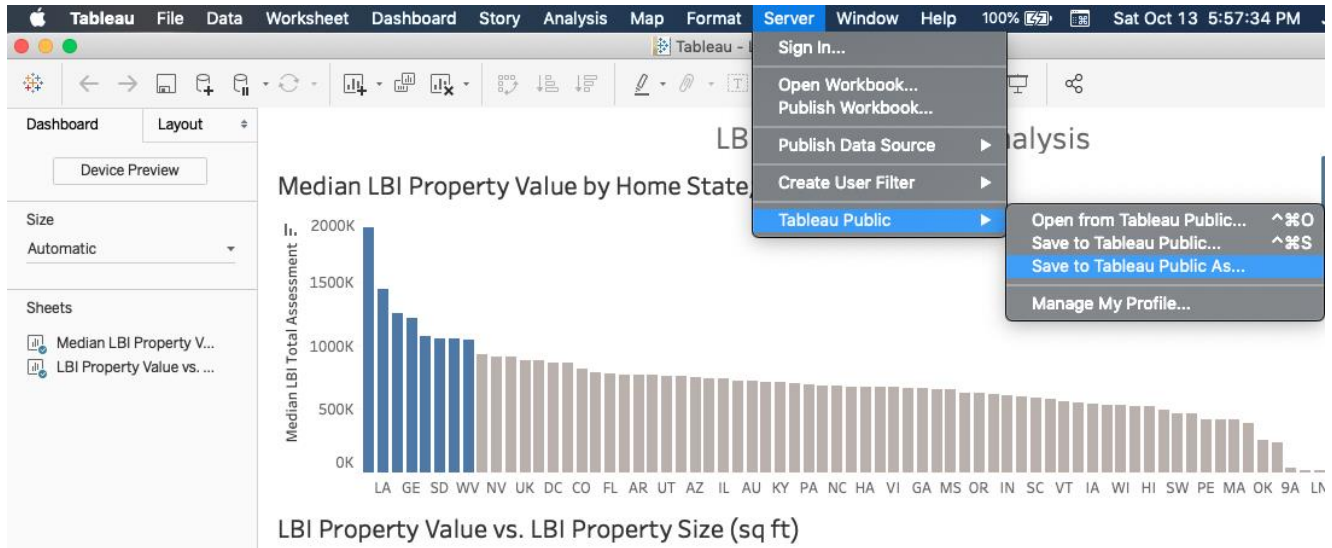 Tableau File Data Worksheet Dashboard Story Analysis Map Format Server Window Help 100% Sat Oct 13 5:57:34 PM
Tableau -
Sign In...
Open Workbook...
Publish Workbook...
Publish Data Source
Create User Filter
Tableau Public
Open from Tableau Public... ^⌘O
Save to Tableau Public... ^⌘S
Save to Tableau Public As...
Manage My Profile...
Dashboard Layout
Device Preview
Size
Automatic
Sheets
Median LBI Property V...
LBI Property Value vs. ...
LB alysis
Median LBI Property Value by Home State
Median LBI Total Assessment
2000K
1500K
1000K
500K
0K
LA GE SD WV NV UK DC CO FL AR UT AZ IL AU KY PA NC HA VI GA MS OR IN SC VT IA WI HI SW PE MA OK 9A LN
LBI Property Value vs. LBI Property Size (sq ft)